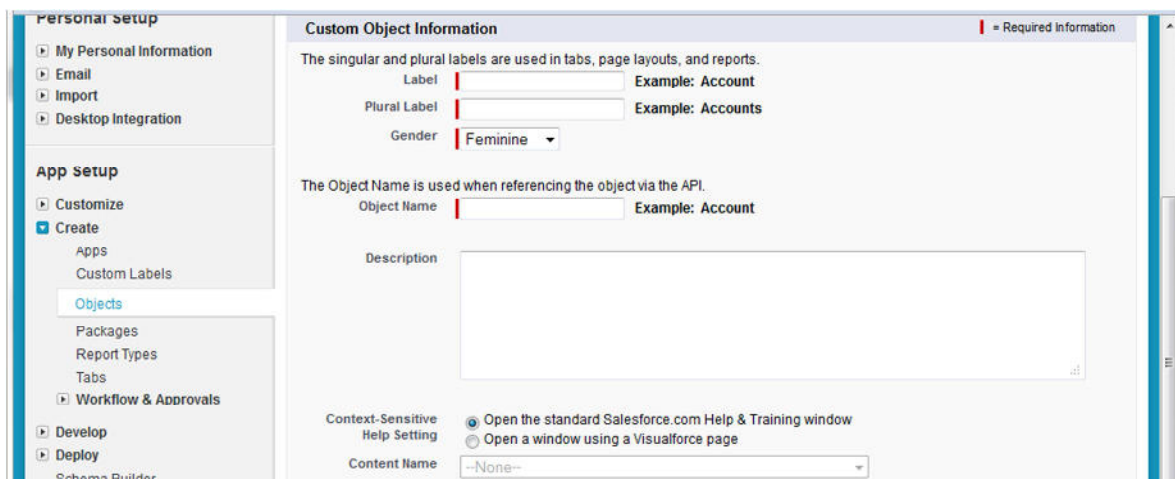 Personal Setup
My Personal Information
Email
Import
Desktop Integration
App Setup
Customize
Create
Apps
Custom Labels
Objects
Packages
Report Types
Tabs
Workflow & Approvals
Develop
Deploy
Schema Builder
Custom Object Information
= Required Information
The singular and plural labels are used in tabs, page layouts, and reports.
Label Example: Account
Plural Label Example: Accounts
Gender Feminine
The Object Name is used when referencing the object via the API.
Object Name Example: Account
Description
Context-Sensitive
Help Setting
Open the standard Salesforce.com Help & Training window
Open a window using a Visualforce page
Content Name --None--